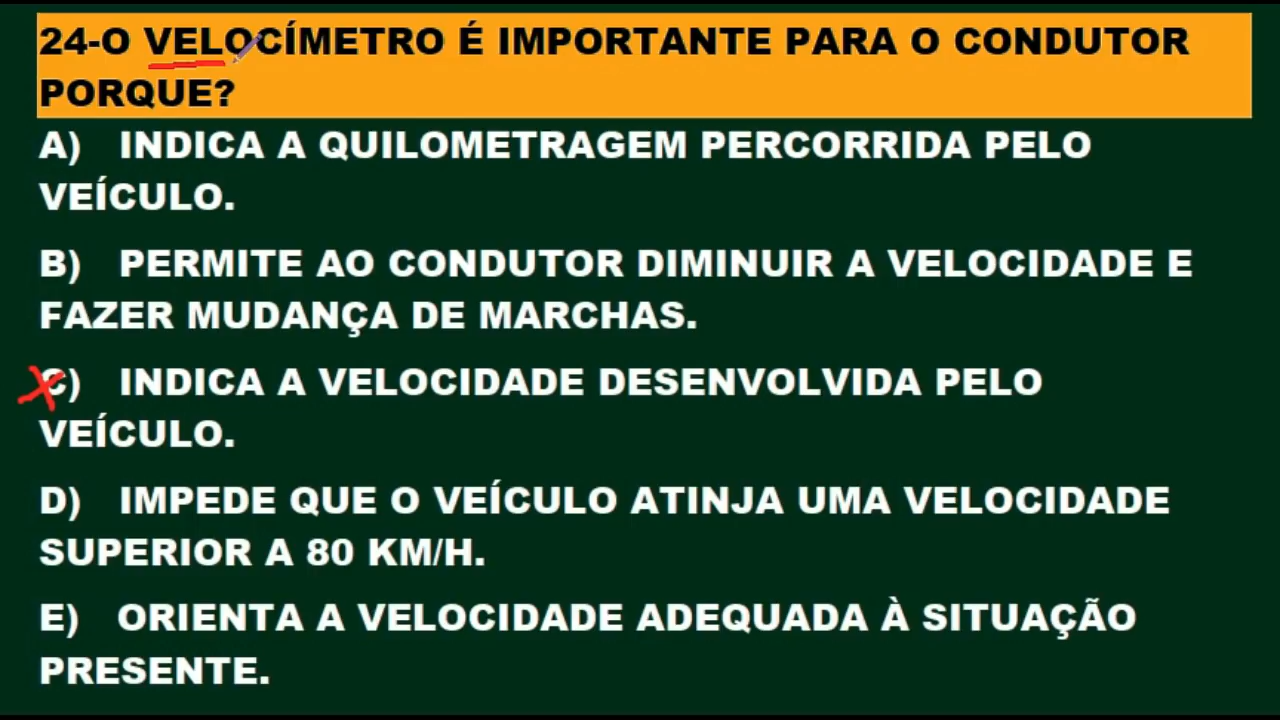 24-O VELOCÍMETRO É IMPORTANTE PARA O CONDUTOR
PORQUE?
A) INDICA A QUILOMETRAGEM PERCORRIDA PELO
VEÍCULO.
B) PERMITE AO CONDUTOR DIMINUIR A VELOCIDADE E
FAZER MUDANÇA DE MARCHAS.
C) INDICA A VELOCIDADE DESENVOLVIDA PELO
VEÍCULO.
D) IMPEDE QUE O VEÍCULO ATINJA UMA VELOCIDADE
SUPERIOR A 80 KM/H.
E) ORIENTA A VELOCIDADE ADEQUADA À SITUAÇÃO
PRESENTE.